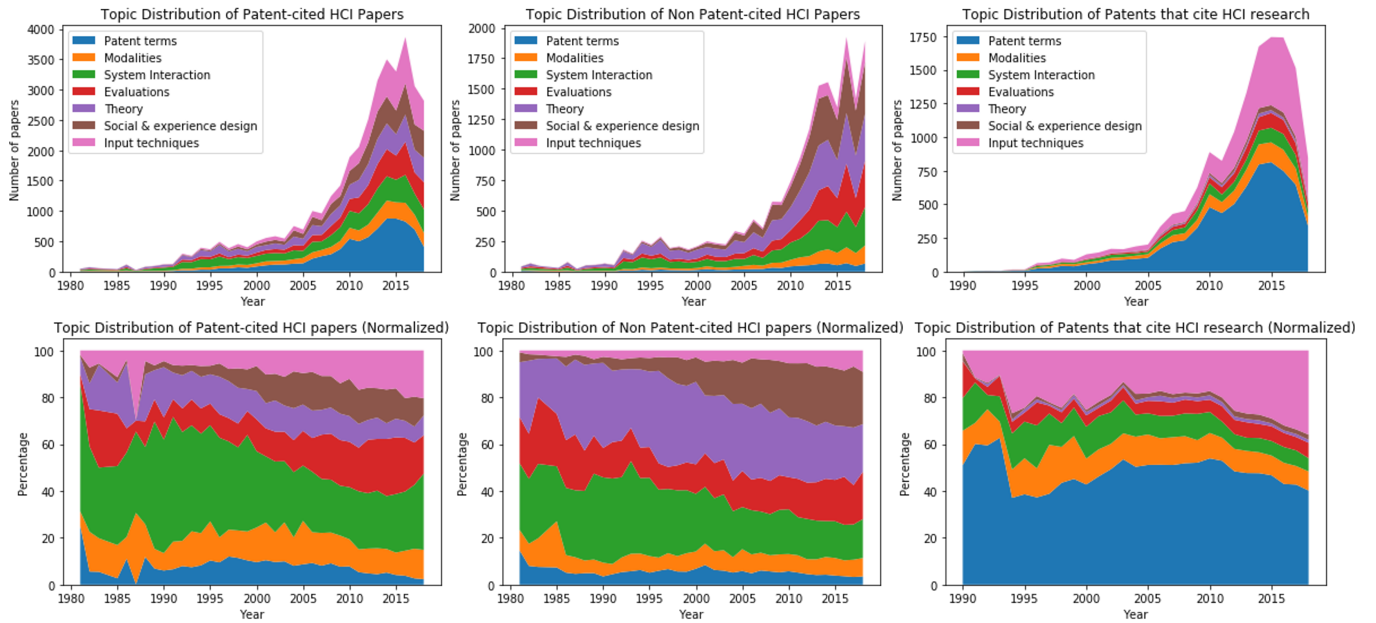 Topic Distribution of Patent-cited HCI Papers
Number of papers
4000
3500
3000
2500
2000
1500
1000
500
0
Patent terms
Modalities
System Interaction
Evaluations
Theory
Social & experience design
Input techniques
1980 1985 1990 1995 2000 2005 2010 2015
Year
Topic Distribution of Non Patent-cited HCI Papers
Number of papers
2000
1750
1500
1250
1000
750
500
250
0
Patent terms
Modalities
System Interaction
Evaluations
Theory
Social & experience design
Input techniques
1980 1985 1990 1995 2000 2005 2010 2015
Year
Topic Distribution of Patents that cite HCI research
Number of papers
1750
1500
1250
1000
750
500
250
0
Patent terms
Modalities
System Interaction
Evaluations
Theory
Social & experience design
Input techniques
1990 1995 2000 2005 2010 2015
Year
Topic Distribution of Patent-cited HCI papers (Normalized)
Percentage
100
80
60
40
20
0
1980 1985 1990 1995 2000 2005 2010 2015
Year
Topic Distribution of Non Patent-cited HCI papers (Normalized)
Percentage
100
80
60
40
20
0
1980 1985 1990 1995 2000 2005 2010 2015
Year
Topic Distribution of Patents that cite HCI research (Normalized)
Percentage
100
80
60
40
20
0
1990 1995 2000 2005 2010 2015
Year